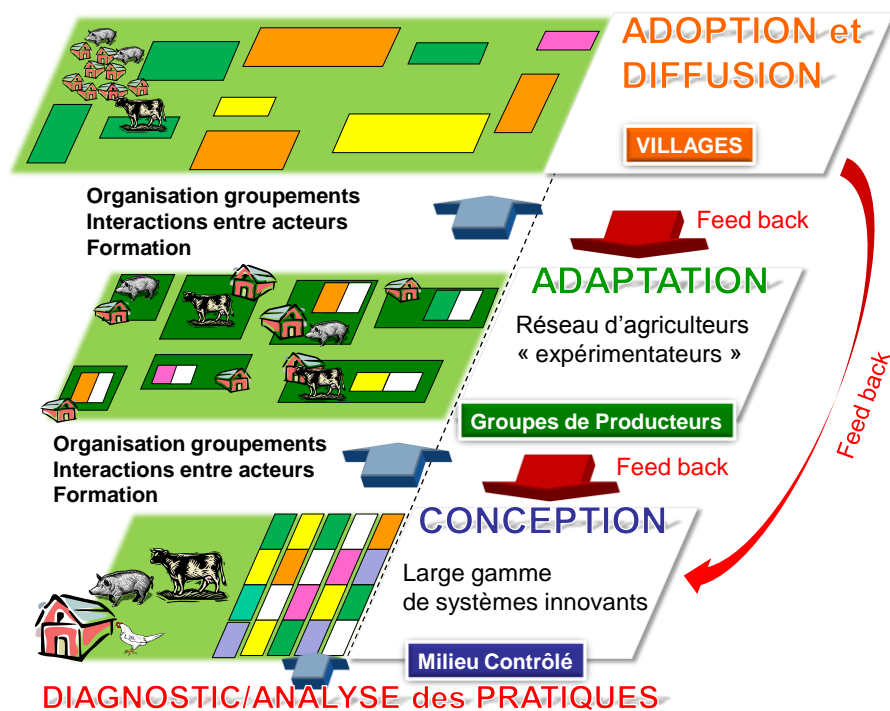 ADOPTION et
DIFFUSION
VILLAGES
Organisation groupements
Interactions entre acteurs
Formation
Feed back
ADAPTATION
Réseau d’agriculteurs
« expérimentateurs »
Groupes de Producteurs
Feed back
Organisation groupements
Interactions entre acteurs
Formation
Feed back
CONCEPTION
Large gamme
de systèmes innovants
Milieu Contrôlé
DIAGNOSTIC/ANALYSE des PRATIQUES